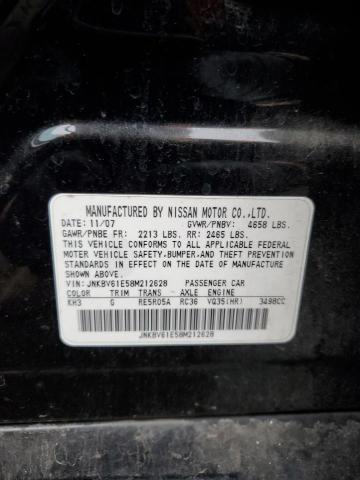 MANUFACTURED BY NISSAN MOTOR CO.,LTD.
DATE: 11/07 GVWR/PNBV: 4658 LBS.
GAWR/PNBE FR: 2213 LBS. RR: 2465 LBS.
THIS VEHICLE CONFORMS TO ALL APPLICABLE FEDERAL
MOTOR VEHICLE SAFETY,BUMPER,AND THEFT PREVENTION
STANDARDS IN EFFECT ON THE DATE OF MANUFACTURE
SHOWN ABOVE.
VIN: JNKBV61E58M212628 PASSENGER CAR
COLOR TRIM TRANS AXLE ENGINE
KH3 G RE5R05A RC36 VQ35(HR) 3498CC
JNKBV61E58M212628